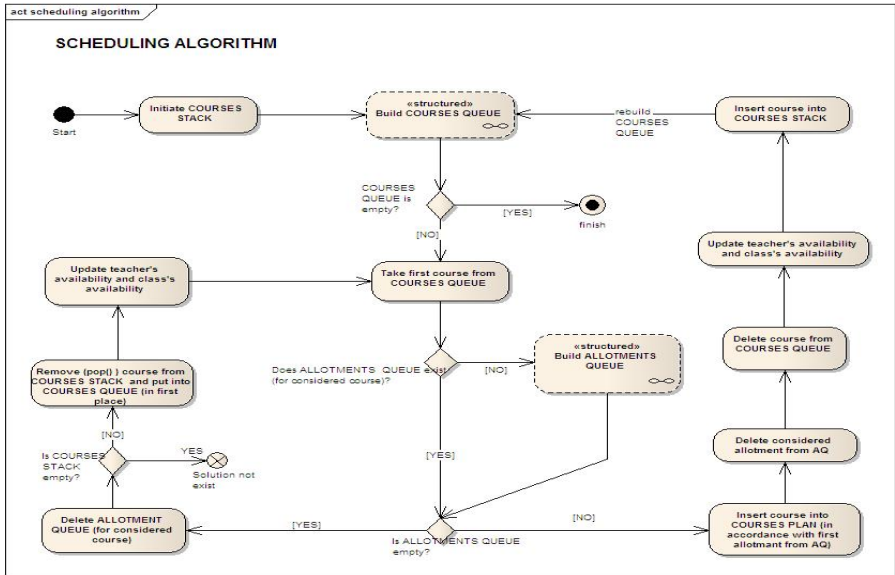 act scheduling algorithm
SCHEDULING ALGORITHM
Start
Initiate COURSES
STACK
«structured»
Build COURSES QUEUE
rebuild
COURSES
QUEUE
Insert course into
COURSES STACK
COURSES
QUEUE is
empty?
[YES]
finish
[NO]
Update teacher's
availability and class's
availability
Take first course from
COURSES QUEUE
Update teacher's availability
and class's availability
Does ALLOTMENTS QUEUE exist
(for considered course)?
[NO]
«structured»
Build ALLOTMENTS
QUEUE
Delete course from
COURSES QUEUE
Remove (pop() ) course from
COURSES STACK and put into
COURSES QUEUE (in first
place)
[NO]
Is COURSES
STACK
empty?
YES
Solution not
exist
[YES]
Delete considered
allotment from AQ
Delete ALLOTMENT
QUEUE (for considered
course)
[YES]
Is ALLOTMENTS QUEUE
empty?
[NO]
Insert course into
COURSES PLAN (in
accordance with first
allotmant from AQ)